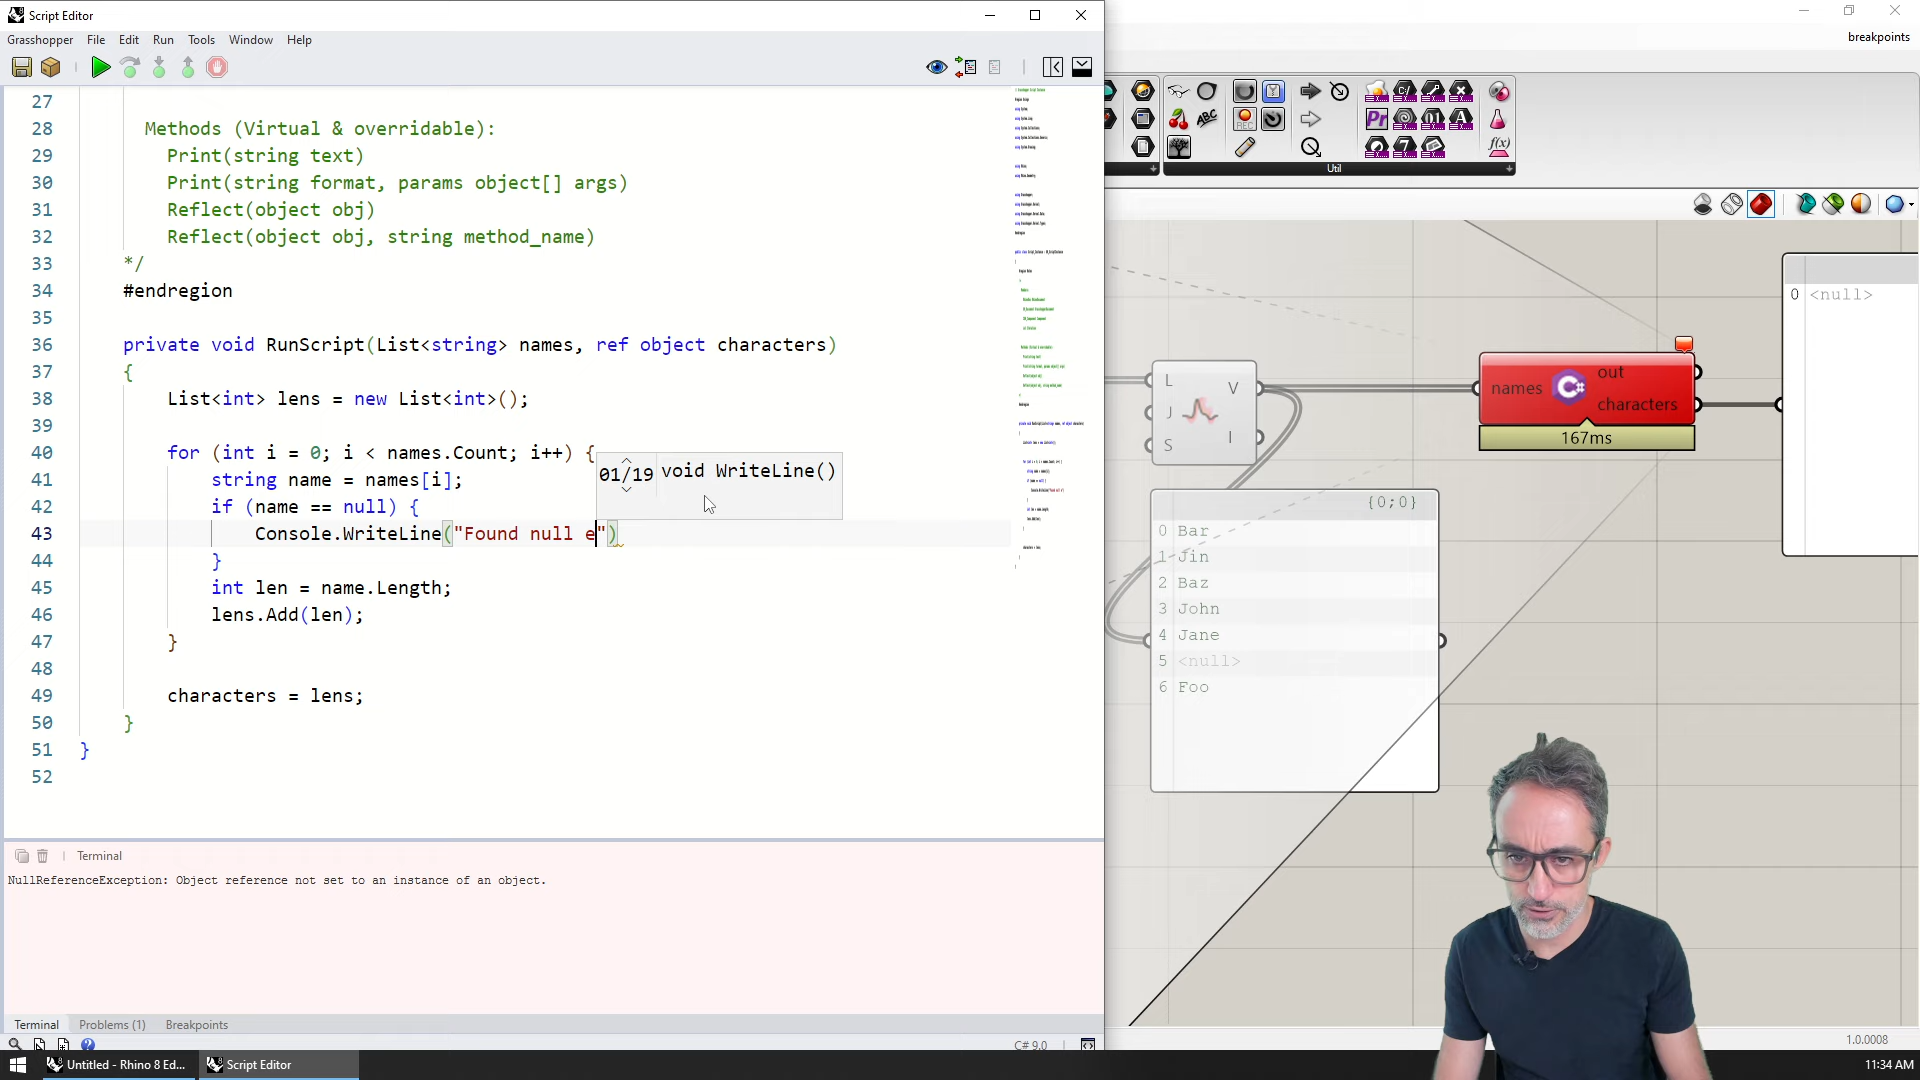 Script Editor
Grasshopper File Edit Run Tools Window Help
27
28 Methods (Virtual & overridable):
29 Print(string text)
30 Print(string format, params object[] args)
31 Reflect(object obj)
32 Reflect(object obj, string method_name)
33 */
34 #endregion
35
36 private void RunScript(List<string> names, ref object characters)
37 {
38 List<int> lens = new List<int>();
39
40 for (int i = 0; i < names.Count; i++) {
41 string name = names[i];
42 if (name == null) {
43 Console.WriteLine("Found null e")
44 }
45 int len = name.Length;
46 lens.Add(len);
47 }
48
49 characters = lens;
50 }
51 }
52
01/19 void WriteLine()
Terminal
NullReferenceException: Object reference not set to an instance of an object.
Terminal Problems (1) Breakpoints
C# 9.0
Untitled - Rhino 8 Ed...
Script Editor
breakpoints
ABC
REC
Pr
C/
01
A
7
f(x)
Util
L
J
S
V
I
names
C#
out
characters
167ms
0 <null>
{0;0}
0 Bar
1 Jin
2 Baz
3 John
4 Jane
5 <null>
6 Foo
1.0.0008
11:34 AM